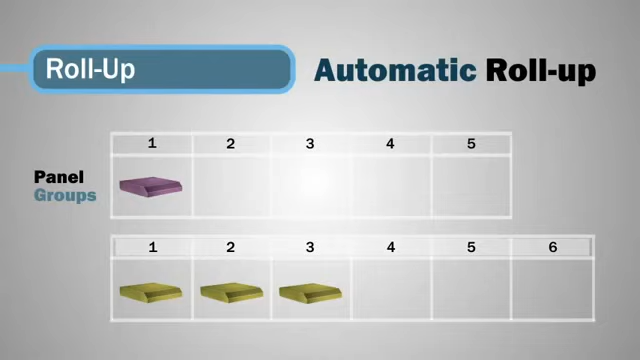 Roll-Up
Automatic Roll-up
1 2 3 4 5
Panel
Groups
1 2 3 4 5 6